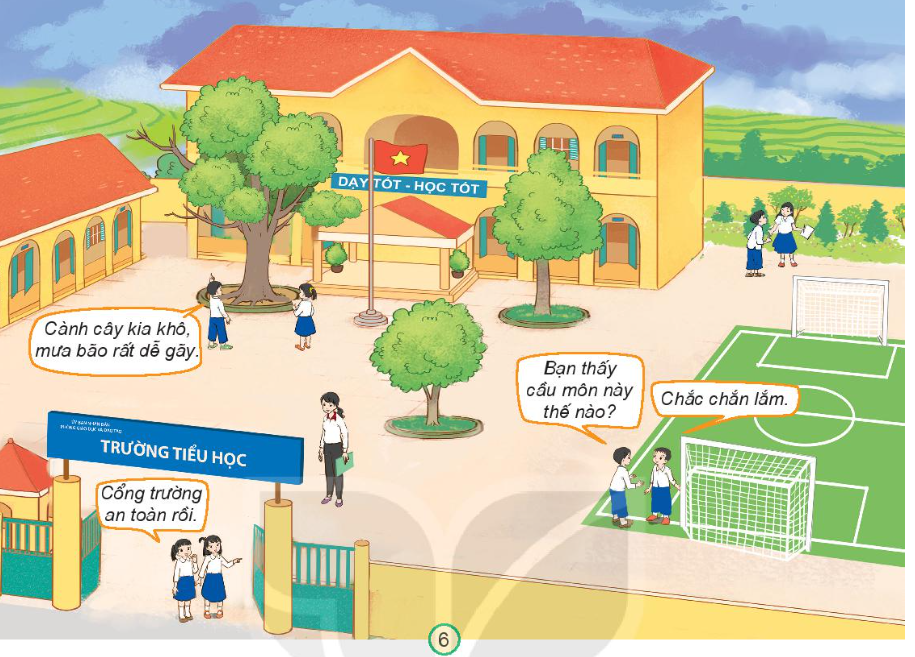 DẠY TỐT - HỌC TỐT
Cành cây kia khô,
mưa bão rất dễ gãy.
Bạn thấy
cầu môn này
thế nào?
Chắc chắn lắm.
TRƯỜNG TIỂU HỌC
Cổng trường
an toàn rồi.
6